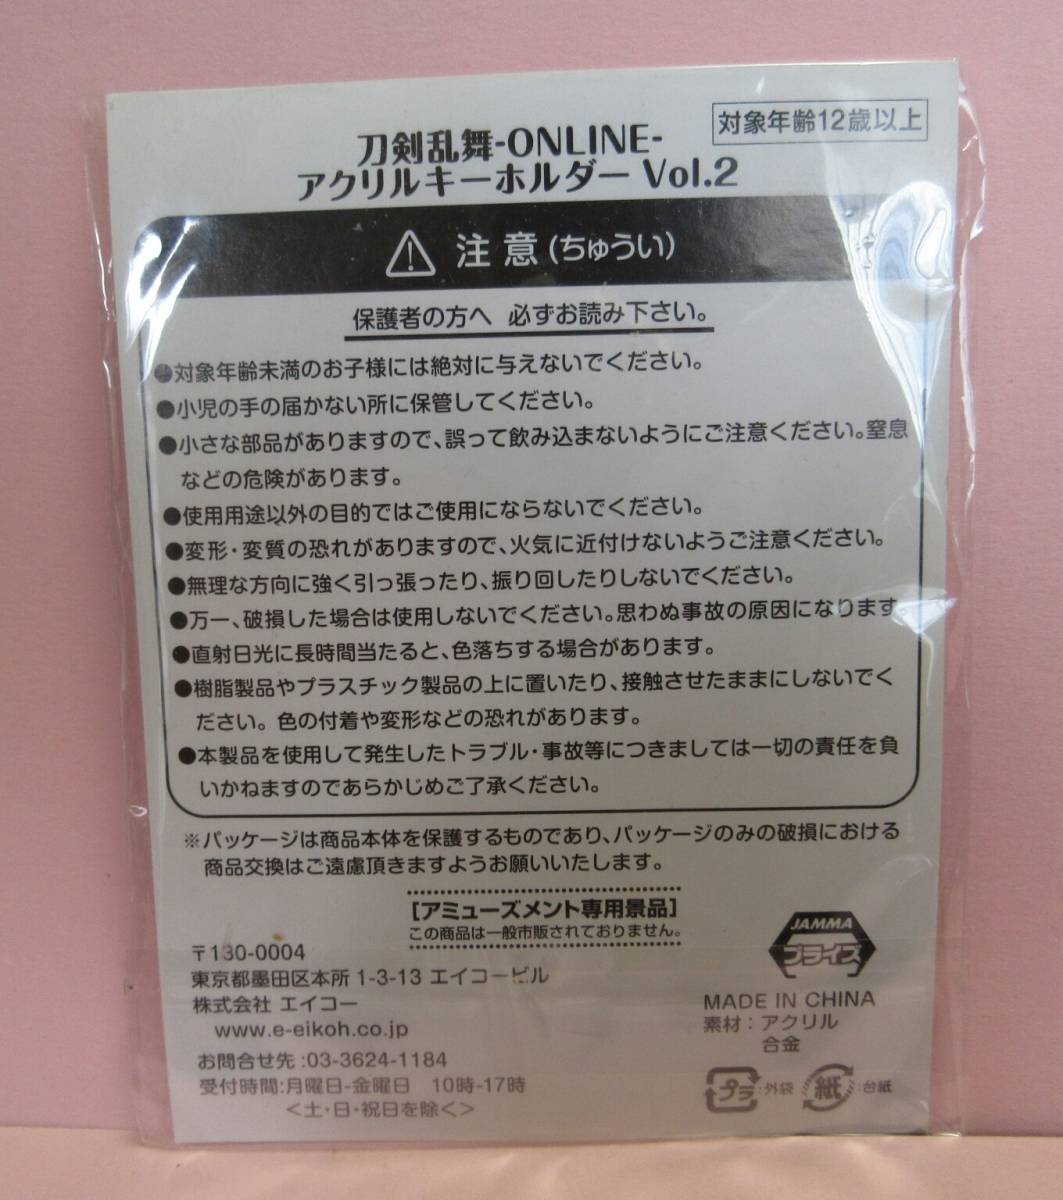 対象年齢12歳以上
刀剣乱舞-ONLINE-
アクリルキーホルダー Vol.2
注意(ちゅうい)
保護者の方へ 必ずお読み下さい。
●対象年齢未満のお子様には絶対に与えないでください。
●小児の手の届かない所に保管してください。
●小さな部品がありますので、誤って飲み込まないようにご注意ください。窒息
などの危険があります。
●使用用途以外の目的ではご使用にならないでください。
●変形・変質の恐れがありますので、火気に近付けないようご注意ください。
●無理な方向に強く引っ張ったり、振り回したりしないでください。
●万一、破損した場合は使用しないでください。思わぬ事故の原因になります。
●直射日光に長時間当たると、色落ちする場合があります。
●樹脂製品やプラスチック製品の上に置いたり、接触させたままにしないでく
ださい。色の付着や変形などの恐れがあります。
●本製品を使用して発生したトラブル・事故等につきましては一切の責任を負
いかねますのであらかじめご了承ください。
※パッケージは商品本体を保護するものであり、パッケージのみの破損における
商品交換はご遠慮頂きますようお願いいたします。
[アミューズメント専用景品]
この商品は一般市販されておりません。
JAMMA
プライズ
〒130-0004
東京都墨田区本所 1-3-13 エイコービル
株式会社 エイコー
www.e-eikoh.co.jp
お問合せ先:03-3624-1184
受付時間:月曜日-金曜日 10時-17時
<土・日・祝日を除く>
MADE IN CHINA
素材:アクリル
合金
プラ:外袋 紙:台紙